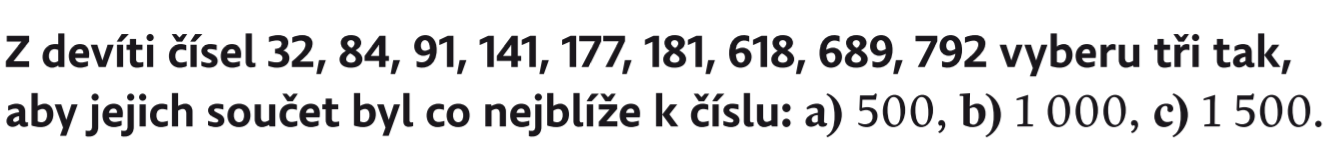 Z devíti čísel 32, 84, 91, 141, 177, 181, 618, 689, 792 vyberu tři tak,
aby jejich součet byl co nejblíže k číslu: a) 500, b) 1 000, c) 1 500.